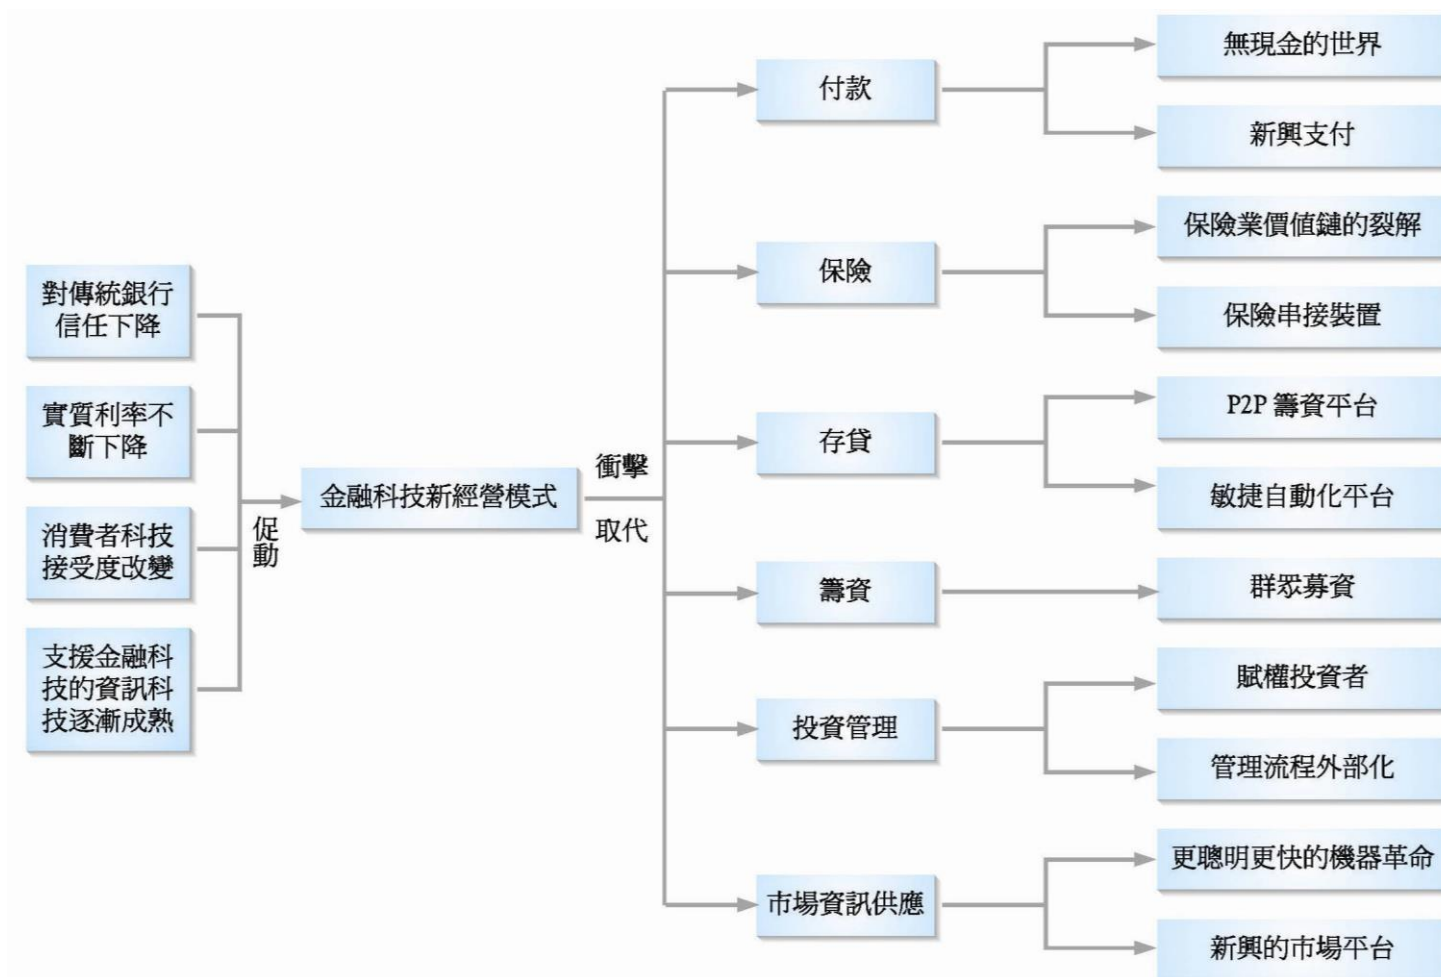 對傳統銀行
信任下降
實質利率不
斷下降
消費者科技
接受度改變
支援金融科
技的資訊科
技逐漸成熟
促動
金融科技新經營模式
衝擊
取代
付款
無現金的世界
新興支付
保險
保險業價值鏈的裂解
保險串接裝置
存貸
P2P 籌資平台
敏捷自動化平台
籌資
群眾募資
投資管理
賦權投資者
管理流程外部化
市場資訊供應
更聰明更快的機器革命
新興的市場平台